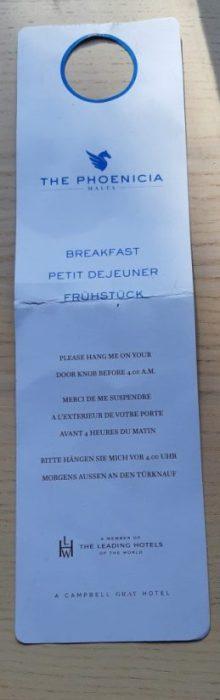 THE PHOENICIA
MALTA
BREAKFAST
PETIT DEJEUNER
FRÜHSTÜCK
PLEASE HANG ME ON YOUR
DOOR KNOB BEFORE 4.00 A.M.
MERCI DE ME SUSPENDRE
A L'EXTERIEUR DE VOTRE PORTE
AVANT 4 HEURES DU MATIN
BITTE HÄNGEN SIE MICH VOR 4.00 UHR
MORGENS AUSSEN AN DEN TÜRKNAUF
LHW
A MEMBER OF
THE LEADING HOTELS
OF THE WORLD
A CAMPBELL GRAY HOTEL